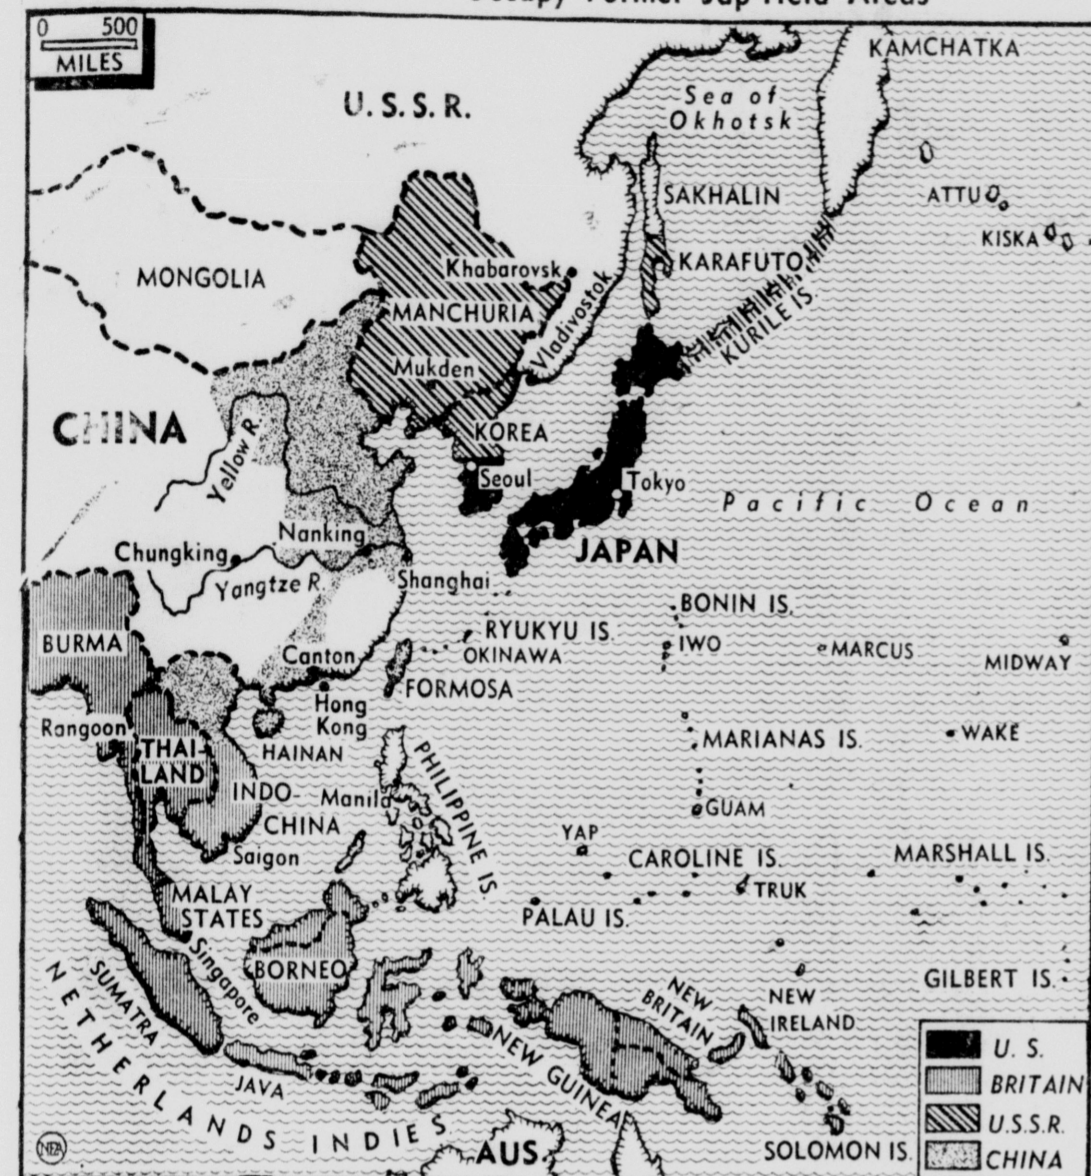 Occupy Former Jap-Held Areas
0 500
MILES
KAMCHATKA
U.S.S.R.
Sea of
Okhotsk
SAKHALIN
ATTU
KISKA
MONGOLIA
Khabarovsk
KARAFUTO
MANCHURIA
Vladivostok
KURILE IS.
Mukden
CHINA
Yellow R.
KOREA
Seoul
Tokyo
Pacific Ocean
Nanking
Chungking
JAPAN
Yangtze R.
Shanghai
BONIN IS.
BURMA
RYUKYU IS.
OKINAWA
IWO
MARCUS
MIDWAY
Canton
FORMOSA
Hong
Kong
Rangoon
HAINAN
THAI-
LAND
MARIANAS IS.
WAKE
PHILIPPINE IS.
INDO-
CHINA
Manila
GUAM
Saigon
YAP
CAROLINE IS.
MARSHALL IS.
TRUK
MALAY
STATES
PALAU IS.
Singapore
BORNEO
SUMATRA
GILBERT IS.
NEW
BRITAIN
NEW
IRELAND
NEW GUINEA
JAVA
NETHERLANDS INDIES
AUS.
SOLOMON IS.
U. S.
BRITAIN
U.S.S.R.
CHINA
NEA